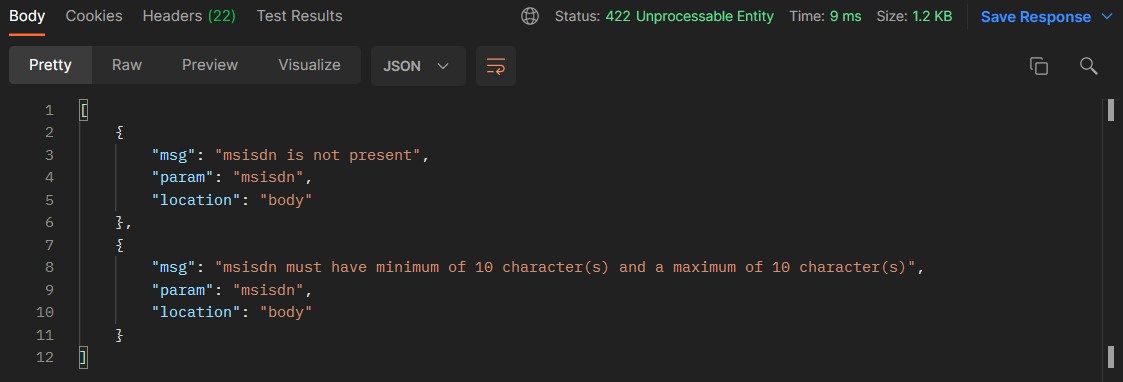 Body Cookies Headers (22) Test Results Status: 422 Unprocessable Entity Time: 9 ms Size: 1.2 KB Save Response
Pretty Raw Preview Visualize JSON
1 [
2 {
3 "msg": "msisdn is not present",
4 "param": "msisdn",
5 "location": "body"
6 },
7 {
8 "msg": "msisdn must have minimum of 10 character(s) and a maximum of 10 character(s)",
9 "param": "msisdn",
10 "location": "body"
11 }
12 ]